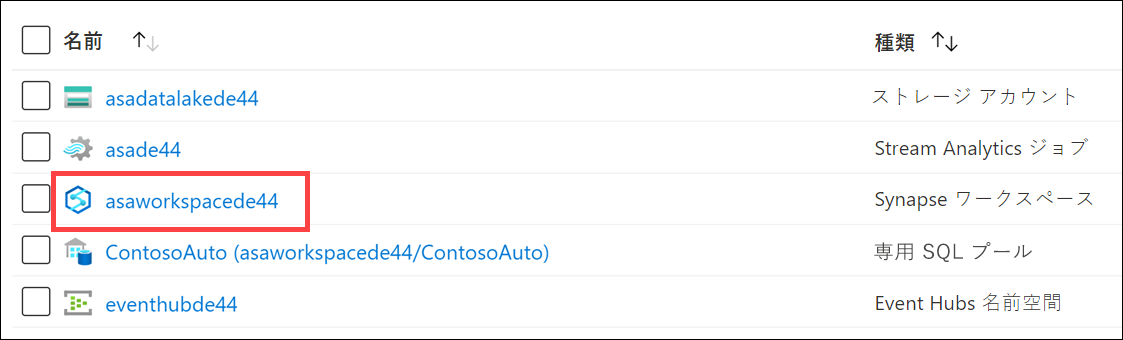 名前 ↑↓ 種類 ↑↓
asadatalakede44 ストレージ アカウント
asade44 Stream Analytics ジョブ
asaworkspacede44 Synapse ワークスペース
ContosoAuto (asaworkspacede44/ContosoAuto) 専用 SQL プール
eventhubde44 Event Hubs 名前空間